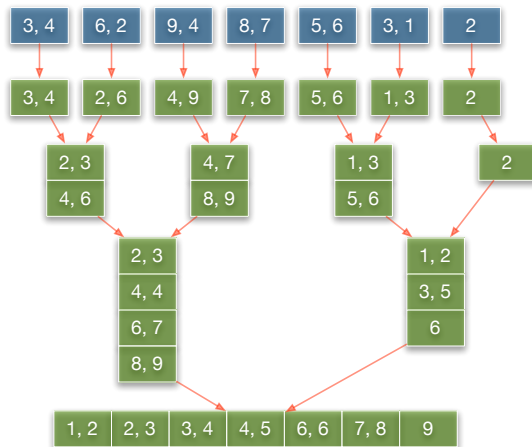 3, 4 6, 2 9, 4 8, 7 5, 6 3, 1 2
3, 4 2, 6 4, 9 7, 8 5, 6 1, 3 2
2, 3 4, 7 1, 3 2
4, 6 8, 9 5, 6
2, 3 1, 2
4, 4 3, 5
6, 7 6
8, 9
1, 2 2, 3 3, 4 4, 5 6, 6 7, 8 9